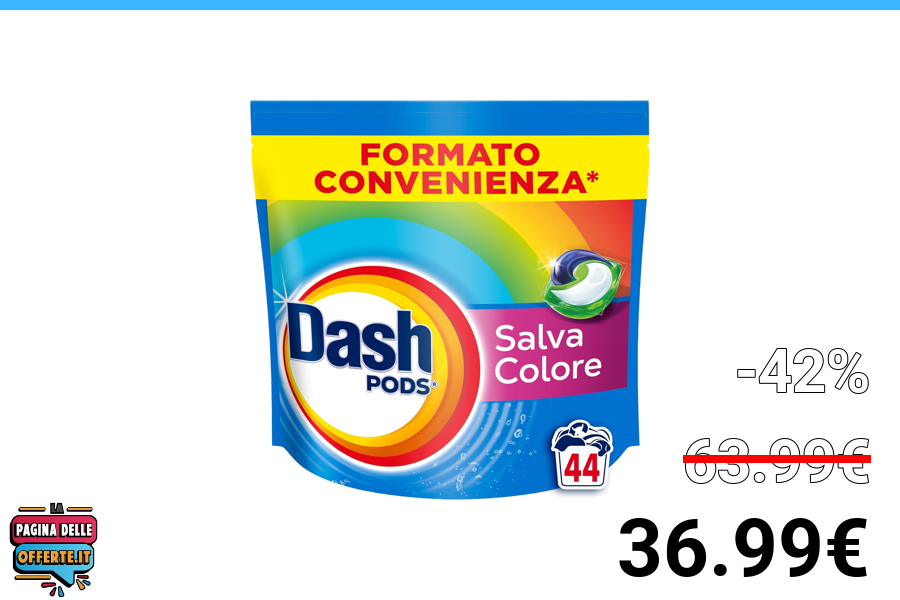 FORMATO
CONVENIENZA*
Dash
PODS®
Salva
Colore
44
-42%
63.99€
36.99€
LA
PAGINA DELLE
OFFERTE.IT